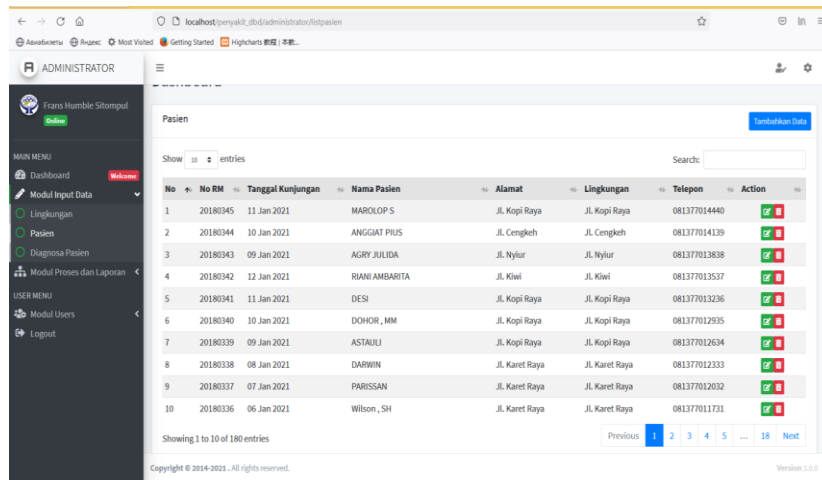 localhost/penyakit_dbd/administrator/listpasien
Авиабилеты Яндекс Most Visited Getting Started Highcharts 教程 | 本教...
ADMINISTRATOR
Frans Humble Sitompul
Online
MAIN MENU
Dashboard Welcome
Modul Input Data
Lingkungan
Pasien
Diagnosa Pasien
Modul Proses dan Laporan
USER MENU
Modul Users
Logout
Pasien Tambahkan Data
Show 10 entries Search:
No No RM Tanggal Kunjungan Nama Pasien Alamat Lingkungan Telepon Action
1 20180345 11 Jan 2021 MAROLOP S Jl. Kopi Raya Jl. Kopi Raya 081377014440
2 20180344 10 Jan 2021 ANGGIAT PIUS Jl. Cengkeh Jl. Cengkeh 081377014139
3 20180343 09 Jan 2021 AGRY JULIDA Jl. Nyiur Jl. Nyiur 081377013838
4 20180342 12 Jan 2021 RIANI AMBARITA Jl. Kiwi Jl. Kiwi 081377013537
5 20180341 11 Jan 2021 DESI Jl. Kopi Raya Jl. Kopi Raya 081377013236
6 20180340 10 Jan 2021 DOHOR , MM Jl. Kopi Raya Jl. Kopi Raya 081377012935
7 20180339 09 Jan 2021 ASTAULI Jl. Kopi Raya Jl. Kopi Raya 081377012634
8 20180338 08 Jan 2021 DARWIN Jl. Karet Raya Jl. Karet Raya 081377012333
9 20180337 07 Jan 2021 PARISSAN Jl. Karet Raya Jl. Karet Raya 081377012032
10 20180336 06 Jan 2021 Wilson , SH Jl. Karet Raya Jl. Karet Raya 081377011731
Showing 1 to 10 of 180 entries Previous 1 2 3 4 5 ... 18 Next
Copyright © 2014-2021 . All rights reserved. Version 3.0.0